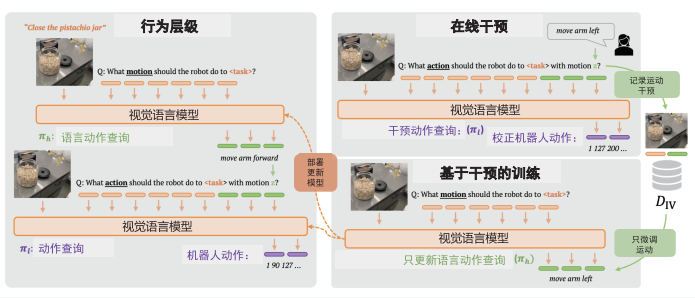 “Close the pistachio jar”
行为层级
Q: What motion should the robot do to <task>?
视觉语言模型
πh: 语言动作查询
move arm forward
Q: What action should the robot do to <task> with motion z?
视觉语言模型
πl: 动作查询
机器人动作：
1 90 127 ...
部署
更新
模型
在线干预
move arm left
Q: What action should the robot do to <task> with motion z?
视觉语言模型
干预动作查询：(πl)
校正机器人动作：
1 127 200 ...
记录运动
干预
DIV
只微调
运动
基于干预的训练
Q: What motion should the robot do to <task>?
视觉语言模型
只更新语言动作查询 (πh)
move arm left